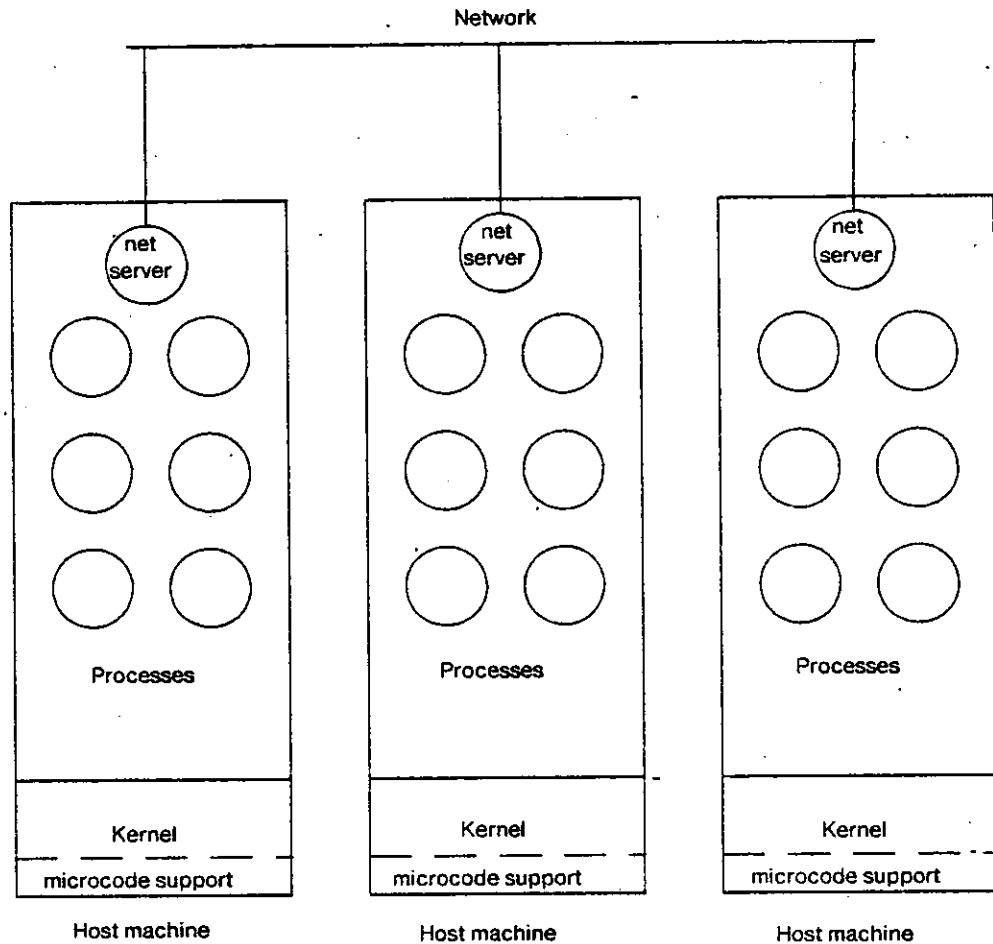 Network
net
server
net
server
net
server
Processes
Processes
Processes
Kernel
Kernel
Kernel
microcode support
microcode support
microcode support
Host machine
Host machine
Host machine